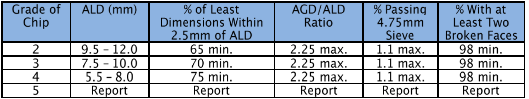 Grade of Chip | ALD (mm) | % of Least Dimensions Within 2.5mm of ALD | AGD/ALD Ratio | % Passing 4.75mm Sieve | % With at Least Two Broken Faces
2 | 9.5 – 12.0 | 65 min. | 2.25 max. | 1.1 max. | 98 min.
3 | 7.5 – 10.0 | 70 min. | 2.25 max. | 1.1 max. | 98 min.
4 | 5.5 – 8.0 | 75 min. | 2.25 max. | 1.1 max. | 98 min.
5 | Report | Report | Report | Report | Report